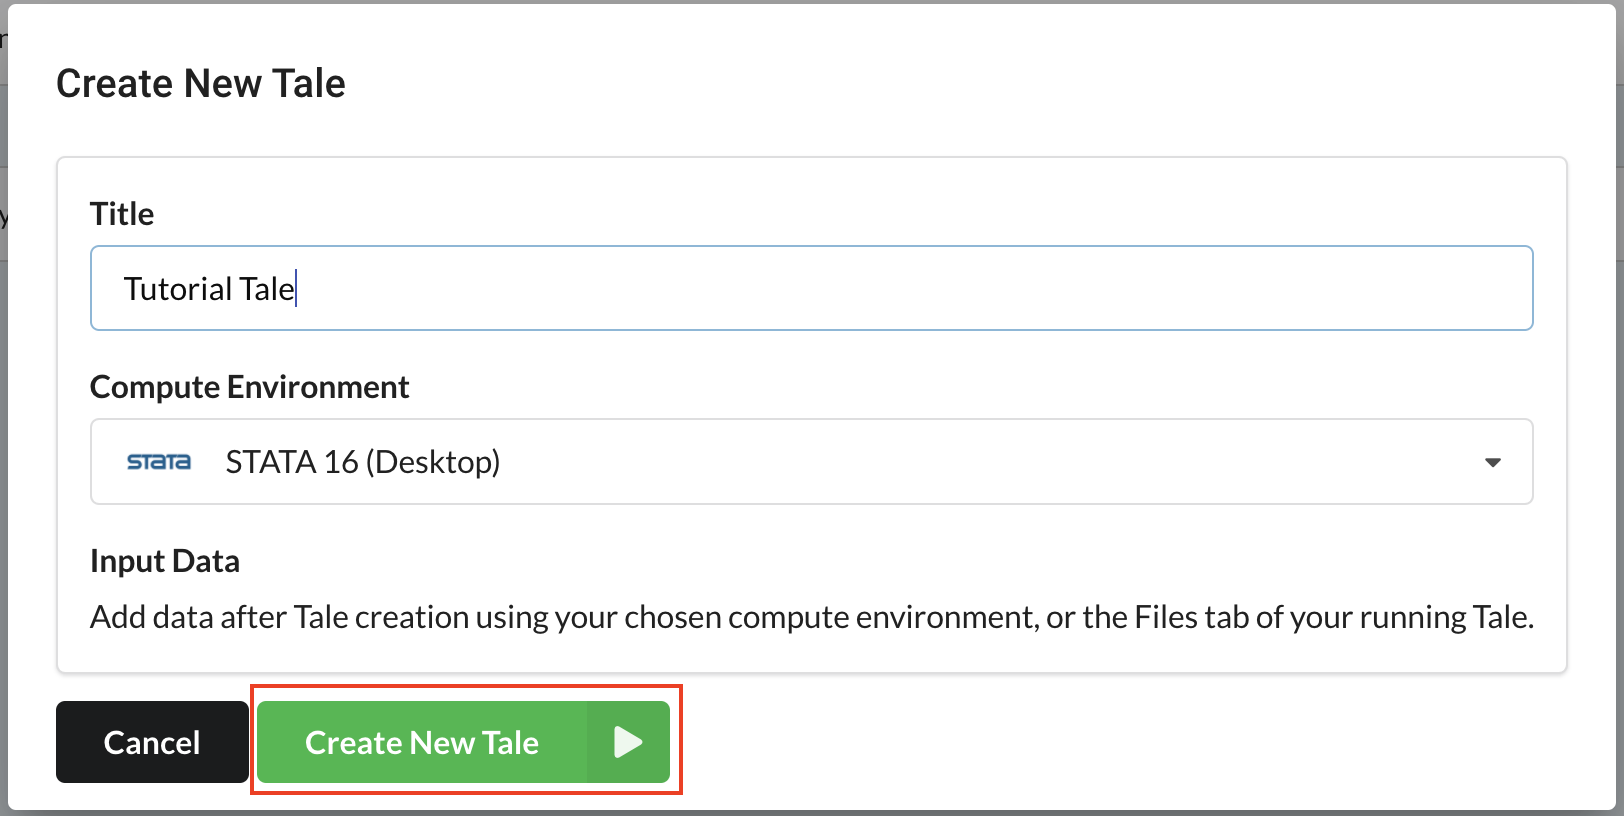 Create New Tale
Title
Tutorial Tale
Compute Environment
STATA STATA 16 (Desktop)
Input Data
Add data after Tale creation using your chosen compute environment, or the Files tab of your running Tale.
Cancel
Create New Tale